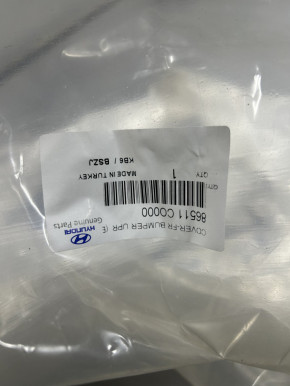 HYUNDAI
Genuine Parts
COVER-FR BUMPER UPR (E
86511 C0000
QTY 1
MADE IN TURKEY
KB6 / BSZJ